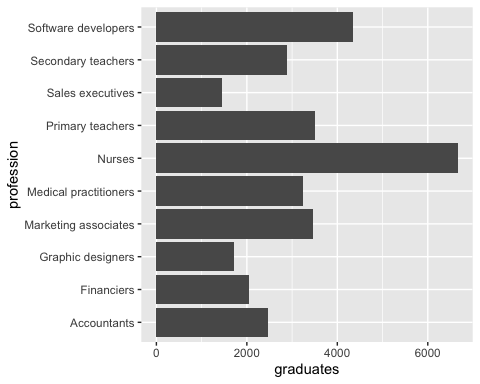 Software developers
Secondary teachers
Sales executives
Primary teachers
Nurses
Medical practitioners
Marketing associates
Graphic designers
Financiers
Accountants
profession
0 2000 4000 6000
graduates